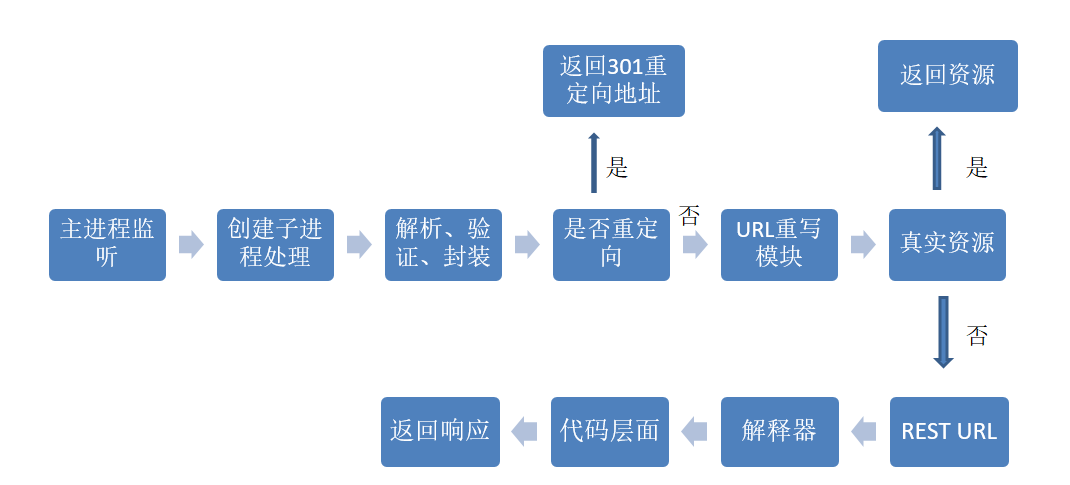 返回301重
定向地址
返回资源
是
是
主进程监
听
创建子进
程处理
解析、验
证、封装
是否重定
向
否
URL重写
模块
真实资源
否
返回响应
代码层面
解释器
REST URL